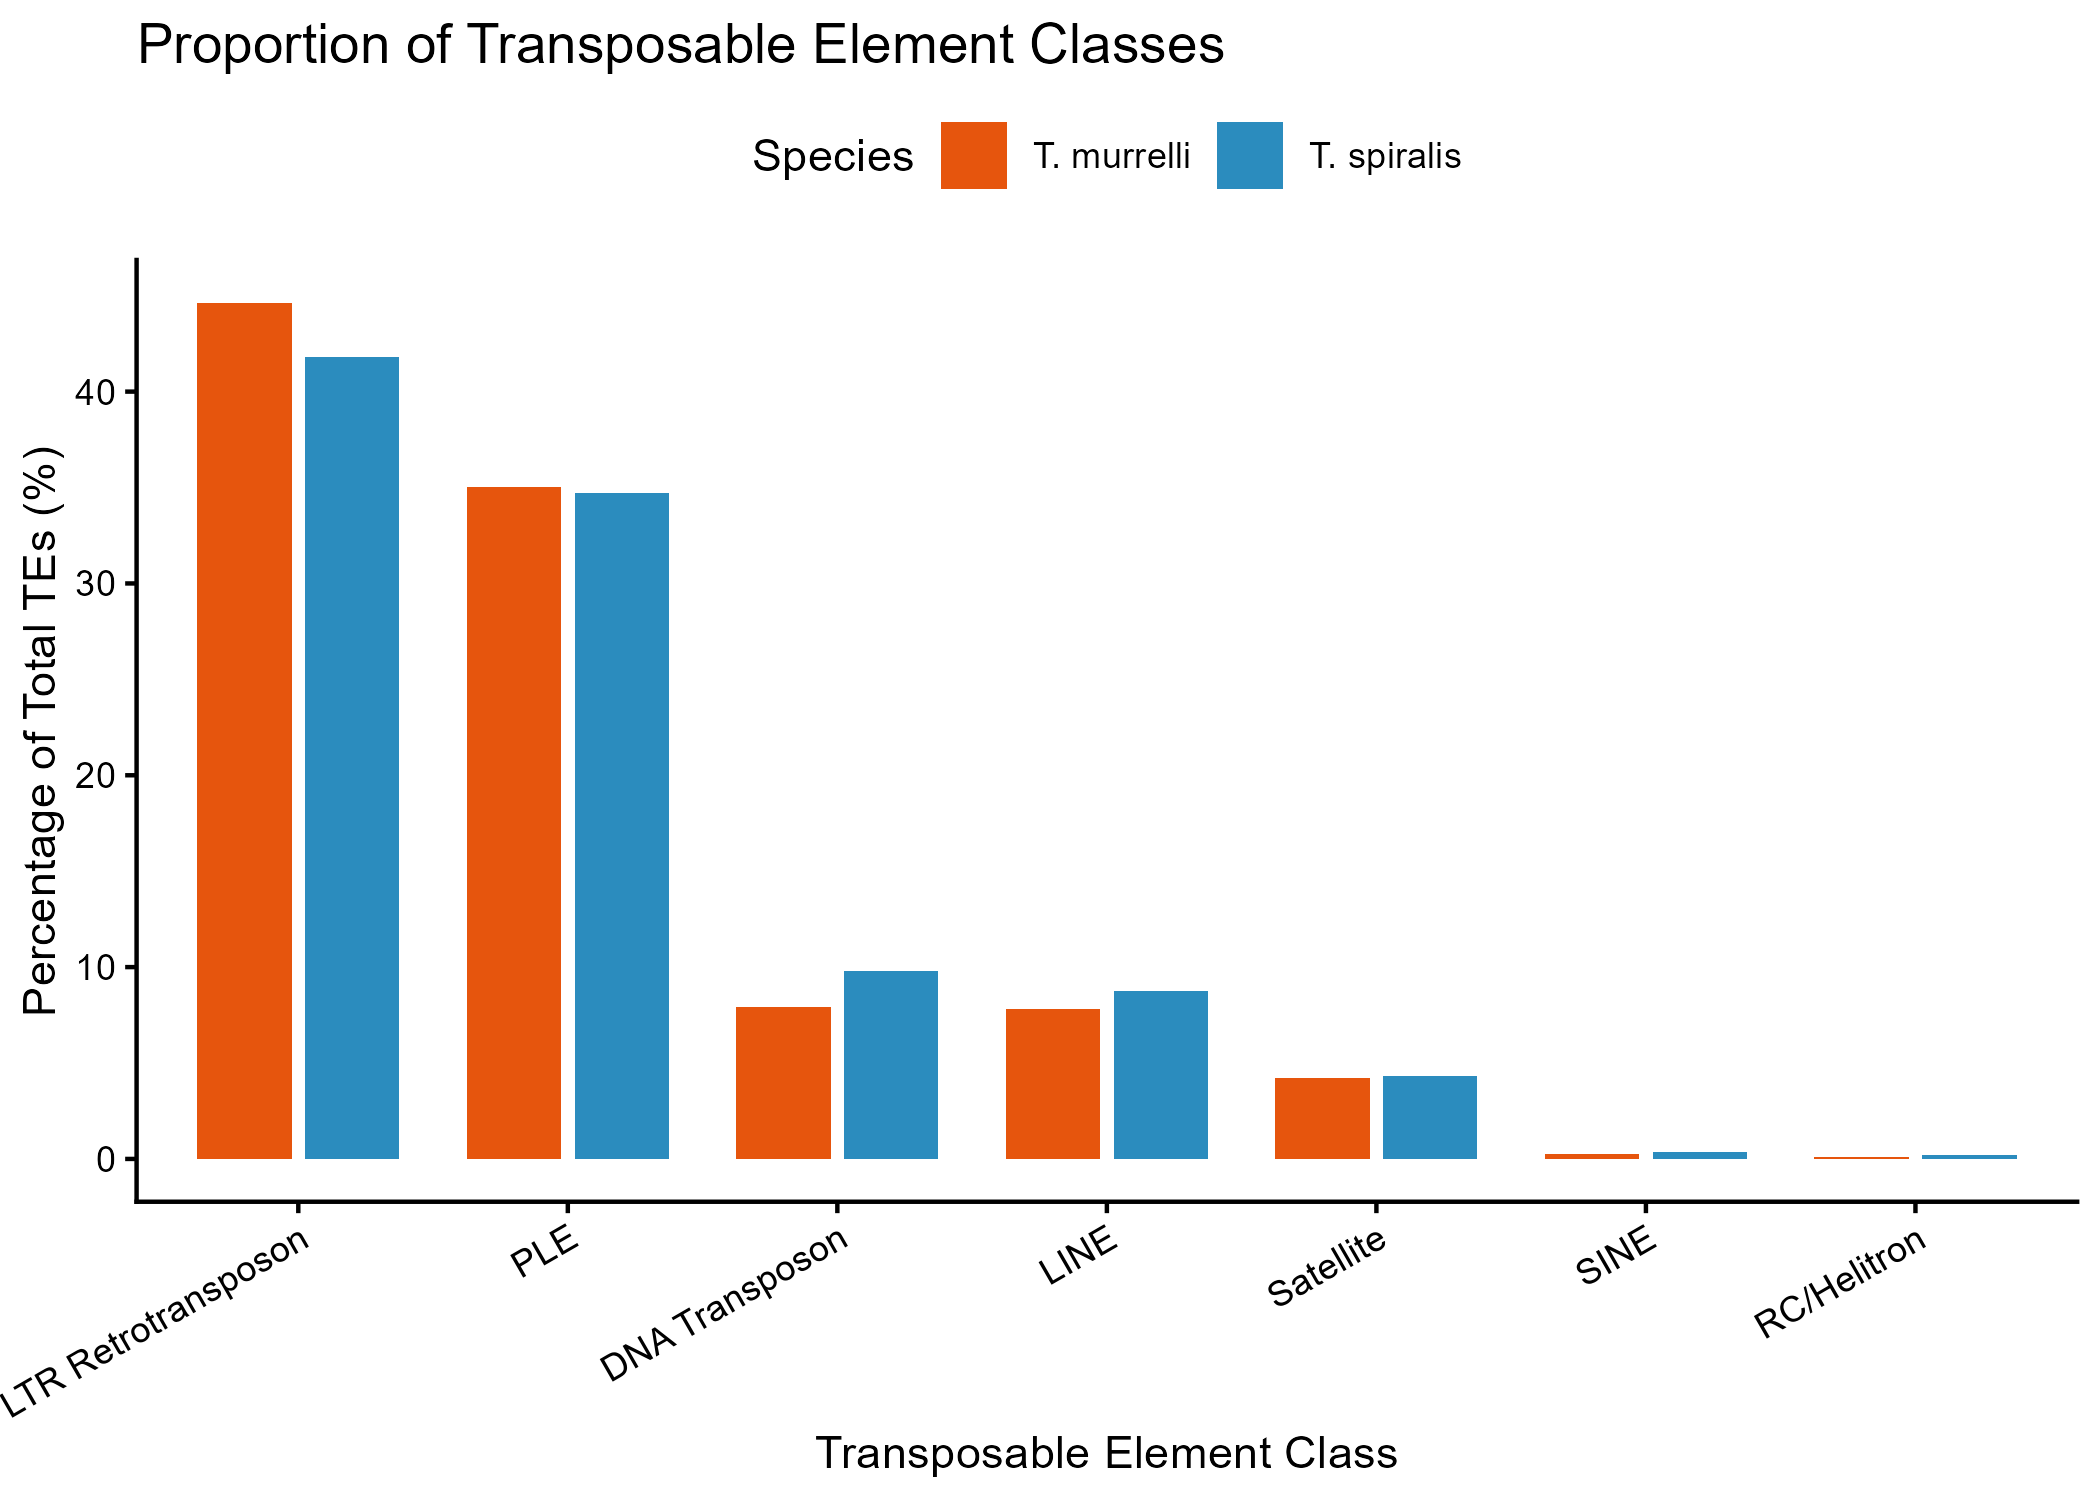 Proportion of Transposable Element Classes
Species T. murrelli T. spiralis
Percentage of Total TEs (%)
40
30
20
10
0
LTR Retrotransposon
PLE
DNA Transposon
LINE
Satellite
SINE
RC/Helitron
Transposable Element Class